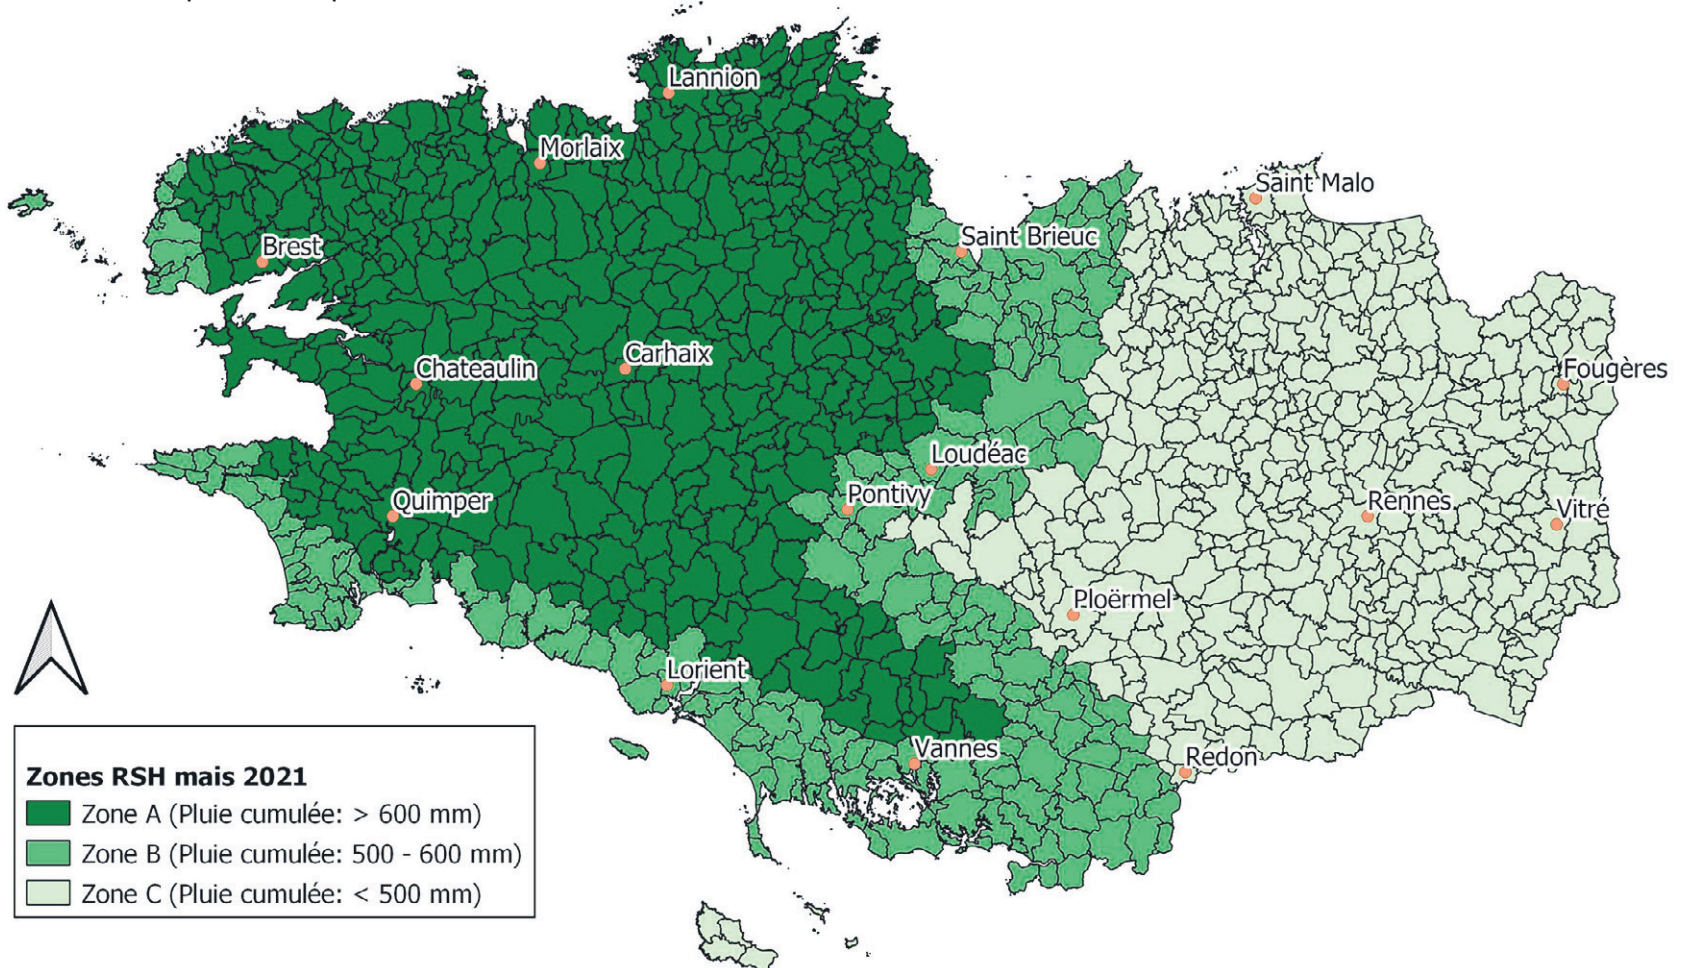 Lannion
Morlaix
Saint Malo
Saint Brieuc
Brest
Carhaix
Chateaulin
Fougères
Loudéac
Pontivy
Quimper
Rennes
Vitré
Ploërmel
Lorient
Vannes
Redon
Zones RSH mais 2021
Zone A (Pluie cumulée: > 600 mm)
Zone B (Pluie cumulée: 500 - 600 mm)
Zone C (Pluie cumulée: < 500 mm)